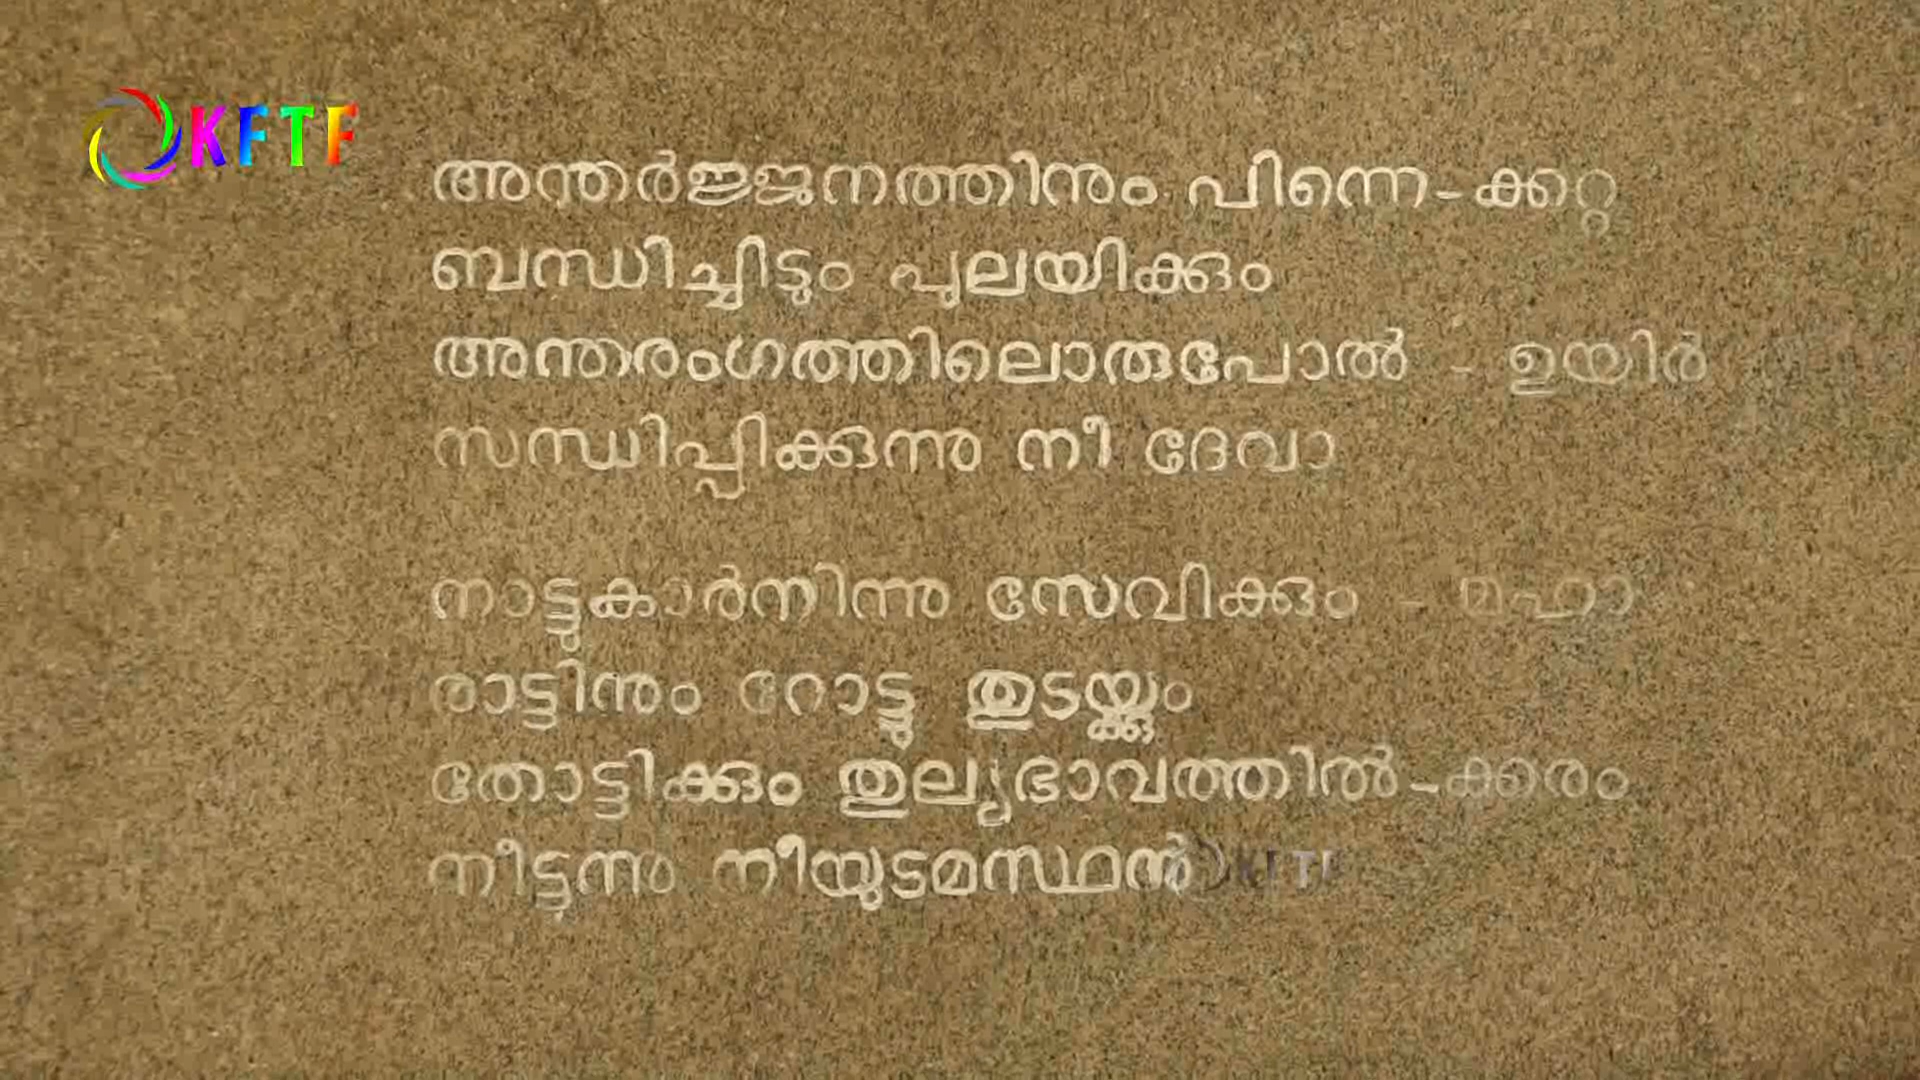 KFTF
അന്തർജ്ജനത്തിനും പിന്നെ-ക്കറ്റ
ബന്ധിച്ചിടും പുലയിക്കും
അന്തരംഗത്തിലൊരുപോൽ - ഉയിർ
സന്ധിപ്പിക്കുന്നു നീ ദേവാ
നാട്ടുകാർനിന്നു സേവിക്കും - മഹാ
രാട്ടിനും റോട്ടു തുടയ്ക്കും
തോട്ടിക്കും തുല്യഭാവത്തിൽ-ക്കരം
നീട്ടുന്നു നീയുടമസ്ഥൻ
KFTF